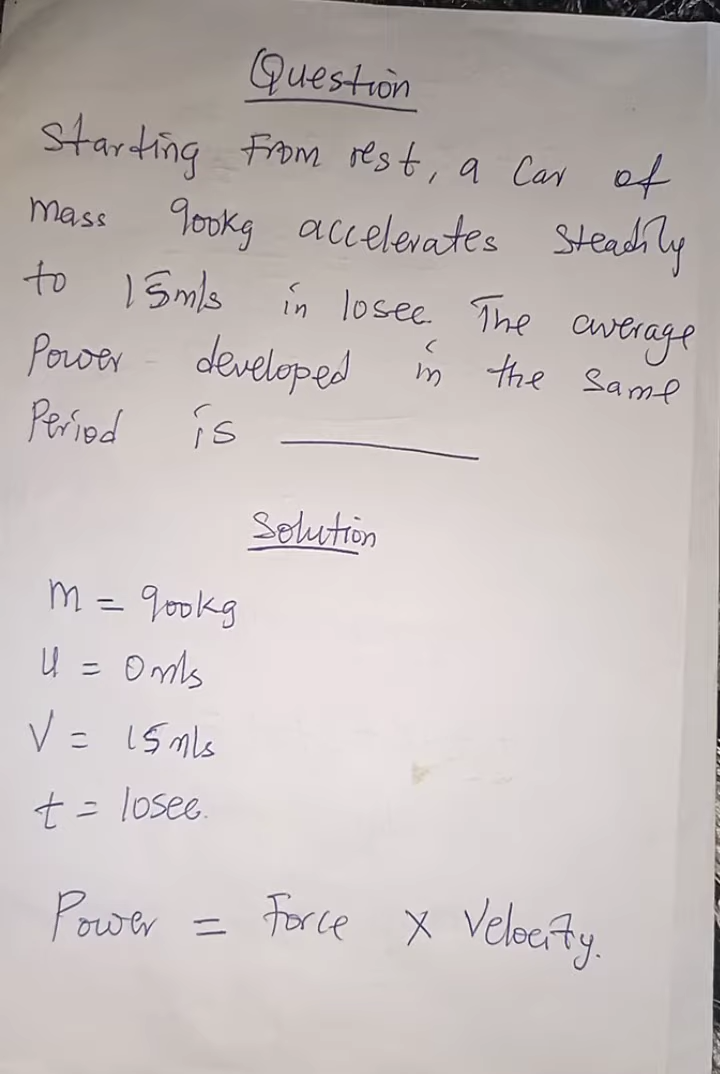 Question
Starting From rest, a Car of
mass 900kg accelerates steadily
to 15m/s in 10sec. The average
Power developed in the same
Period is ______
Solution
m = 900kg
u = 0m/s
V = 15m/s
t = 10sec.
Power = Force X Velocity.